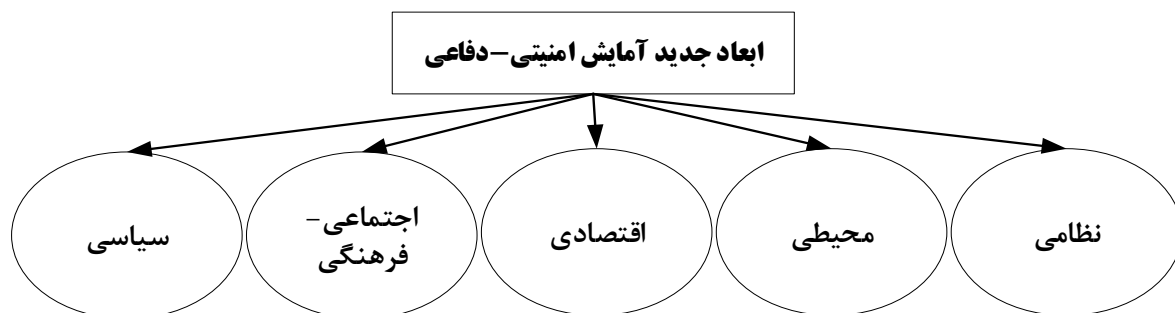 ابعاد جدید آمایش امنیتی-دفاعی
نظامی
محیطی
اقتصادی
اجتماعی-
فرهنگی
سیاسی